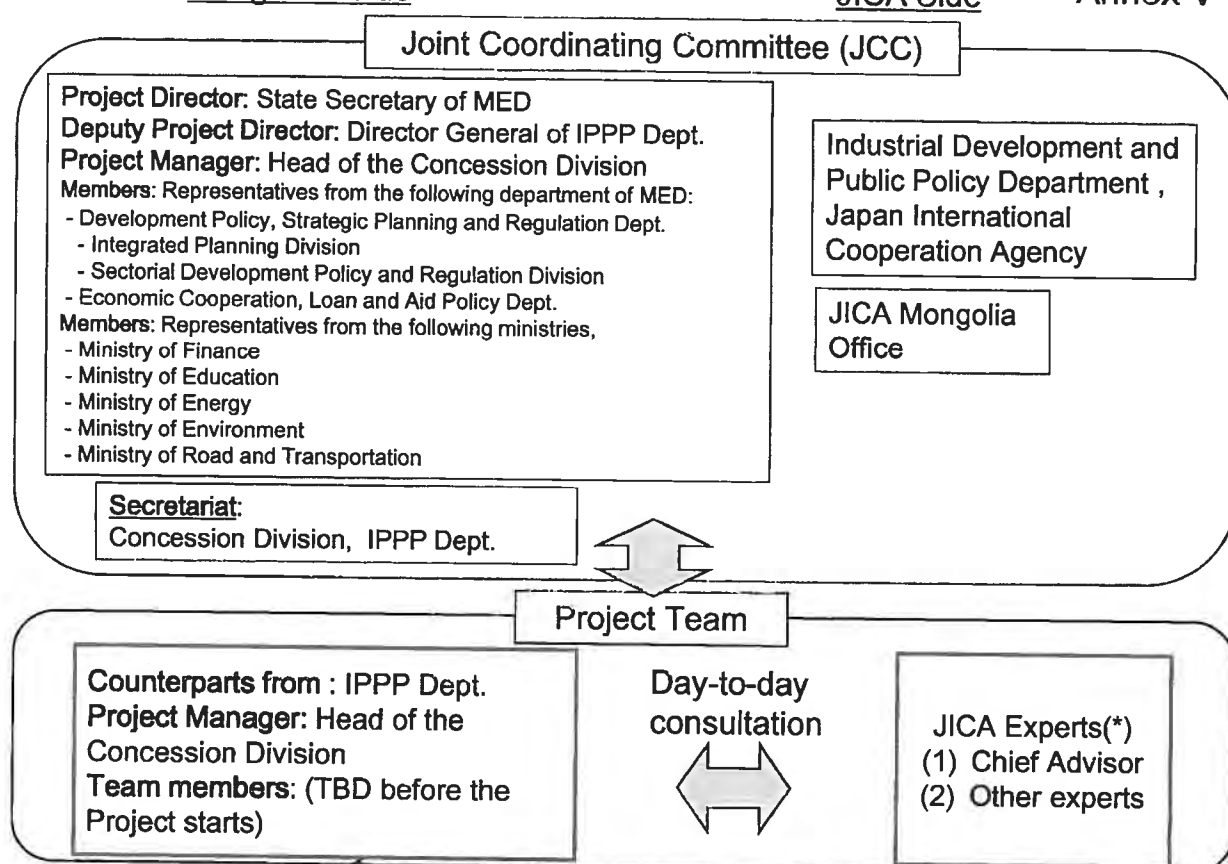 JICA Side
Annex V
Joint Coordinating Committee (JCC)
Project Director: State Secretary of MED
Deputy Project Director: Director General of IPPP Dept.
Project Manager: Head of the Concession Division
Members: Representatives from the following department of MED:
- Development Policy, Strategic Planning and Regulation Dept.
- Integrated Planning Division
- Sectorial Development Policy and Regulation Division
- Economic Cooperation, Loan and Aid Policy Dept.
Members: Representatives from the following ministries,
- Ministry of Finance
- Ministry of Education
- Ministry of Energy
- Ministry of Environment
- Ministry of Road and Transportation
Industrial Development and
Public Policy Department ,
Japan International
Cooperation Agency
JICA Mongolia
Office
Secretariat:
Concession Division, IPPP Dept.
Project Team
Counterparts from : IPPP Dept.
Project Manager: Head of the
Concession Division
Team members: (TBD before the
Project starts)
Day-to-day
consultation
JICA Experts(*)
(1) Chief Advisor
(2) Other experts